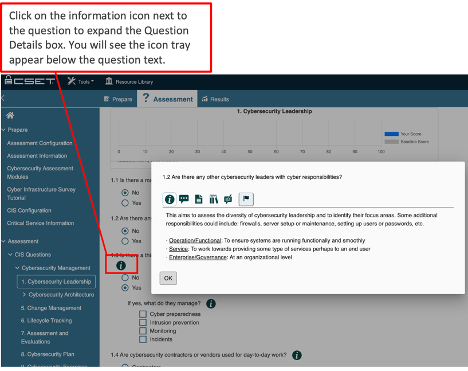 Click on the information icon next to
the question to expand the Question
Details box. You will see the icon tray
appear below the question text.
CSET
Tools
Resource Library
Prepare
? Assessment
Results
Prepare
Assessment Configuration
Assessment Information
Cybersecurity Assessment
Modules
Cyber Infrastructure Survey
Tutorial
CIS Configuration
Critical Service Information
Assessment
CIS Questions
Cybersecurity Management
1. Cybersecurity Leadership
Cybersecurity Architecture
5. Change Management
6. Lifecycle Tracking
7. Assessment and
Evaluations
8. Cybersecurity Plan
1. Cybersecurity Leadership
0 10 20 30 40 50 60 70 80 90 100
Your Score
Baseline Score
1.1 Is there a ma
No
Yes
1.2 Are there an
No
Yes
Is there a thi
No
Yes
If yes, what do they manage?
Cyber preparedness
Intrusion prevention
Monitoring
Incidents
1.4 Are cybersecurity contractors or vendors used for day-to-day work?
1.2 Are there any other cybersecurity leaders with cyber responsibilities?
This aims to assess the diversity of cybersecurity leadership and to identify their focus areas. Some additional
responsibilities could include: firewalls, server setup or maintenance, setting up users or passwords, etc.
· Operation/Functional: To ensure systems are running functionally and smoothly
· Service: To work towards providing some type of services perhaps to an end user
· Enterprise/Governance: At an organizational level
OK